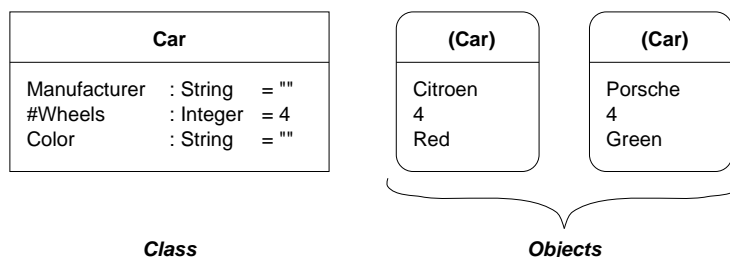 Car
Manufacturer : String = ""
#Wheels : Integer = 4
Color : String = ""
(Car)
Citroen
4
Red
(Car)
Porsche
4
Green
Class
Objects